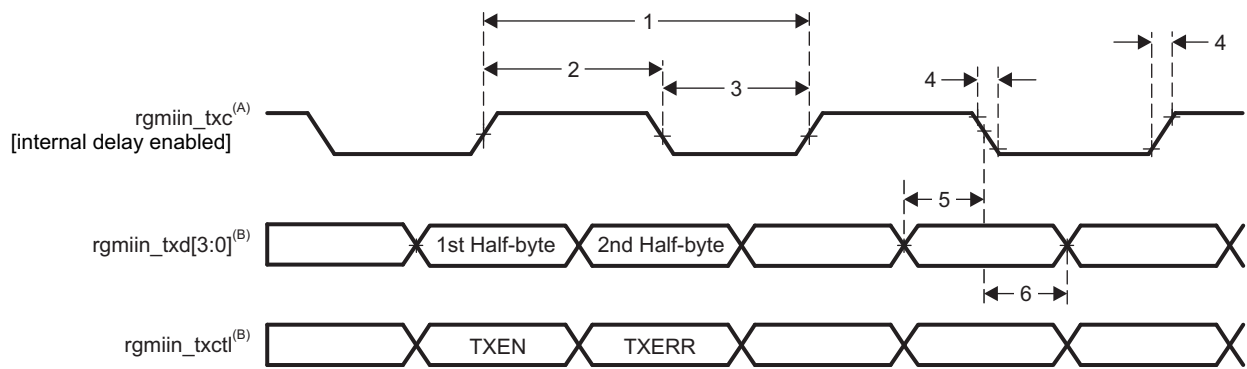 1
2
3
4
4
rgmiin_txc(A)
[internal delay enabled]
5
rgmiin_txd[3:0](B)
1st Half-byte
2nd Half-byte
6
rgmiin_txctl(B)
TXEN
TXERR